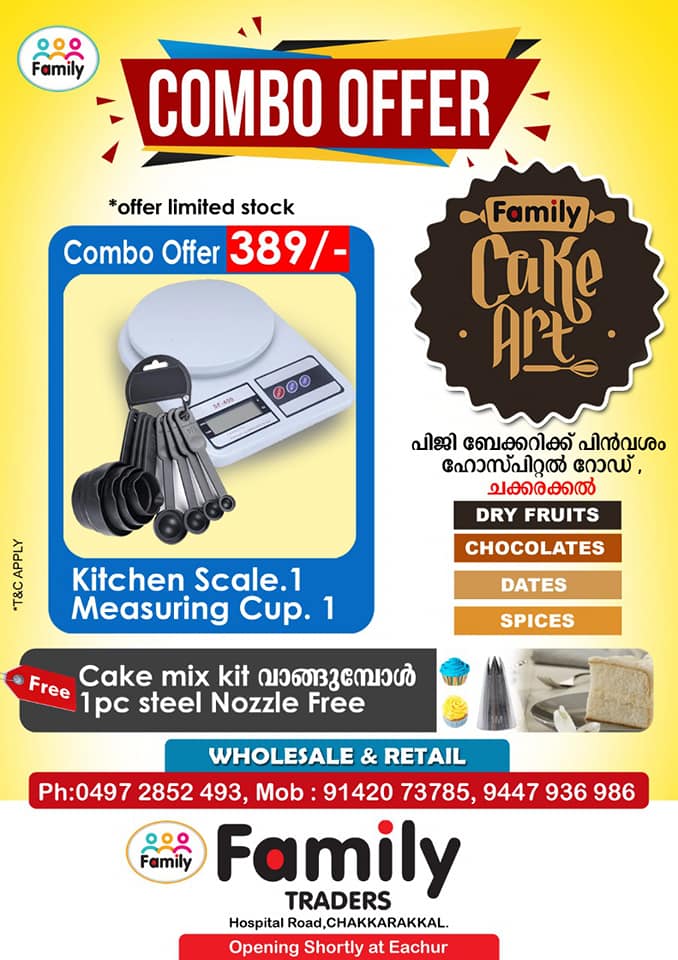 Family
COMBO OFFER
*offer limited stock
Combo Offer 389/-
SF-400
Kitchen Scale.1
Measuring Cup. 1
*T&C APPLY
Family
Cake
Art
പിജി ബേക്കറിക്ക് പിൻവശം
ഹോസ്പിറ്റൽ റോഡ് ,
ചക്കരക്കൽ
DRY FRUITS
CHOCOLATES
DATES
SPICES
Free
Cake mix kit വാങ്ങുമ്പോൾ
1pc steel Nozzle Free
1M
WHOLESALE & RETAIL
Ph:0497 2852 493, Mob : 91420 73785, 9447 936 986
Family
Family
TRADERS
Hospital Road,CHAKKARAKKAL.
Opening Shortly at Eachur